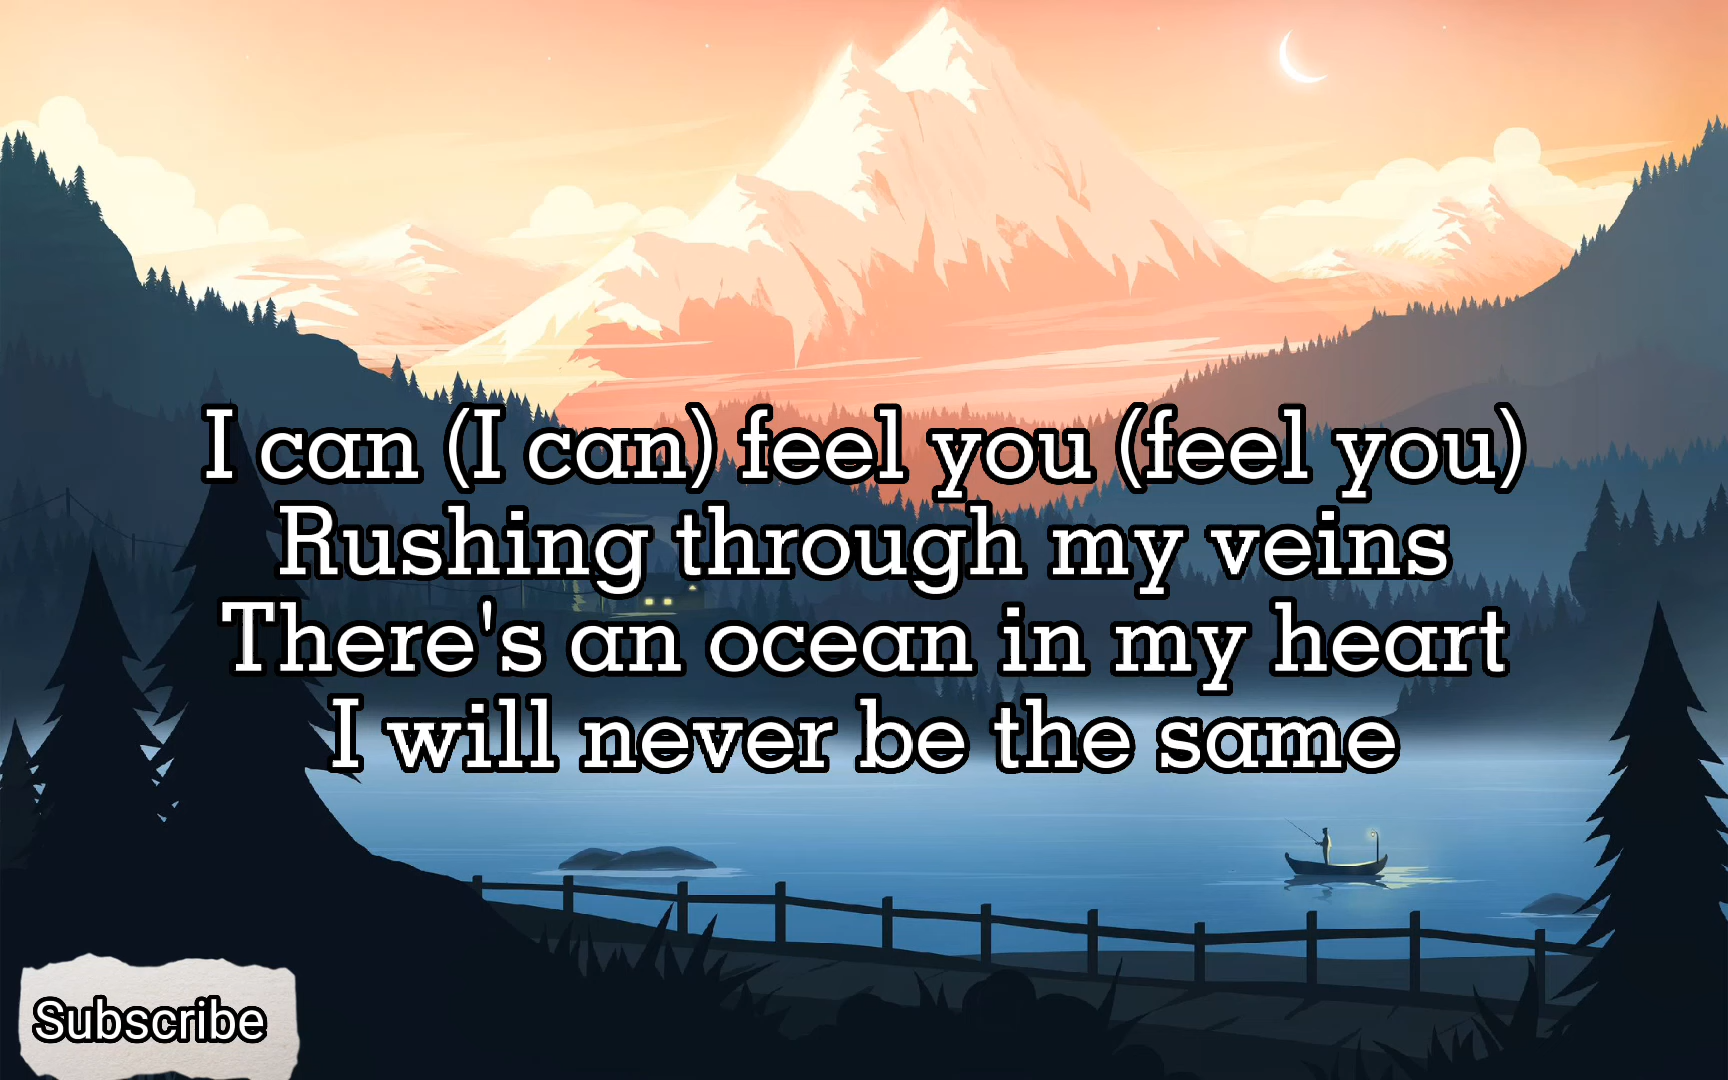 I can (I can) feel you (feel you)
Rushing through my veins
There's an ocean in my heart
I will never be the same
Subscribe